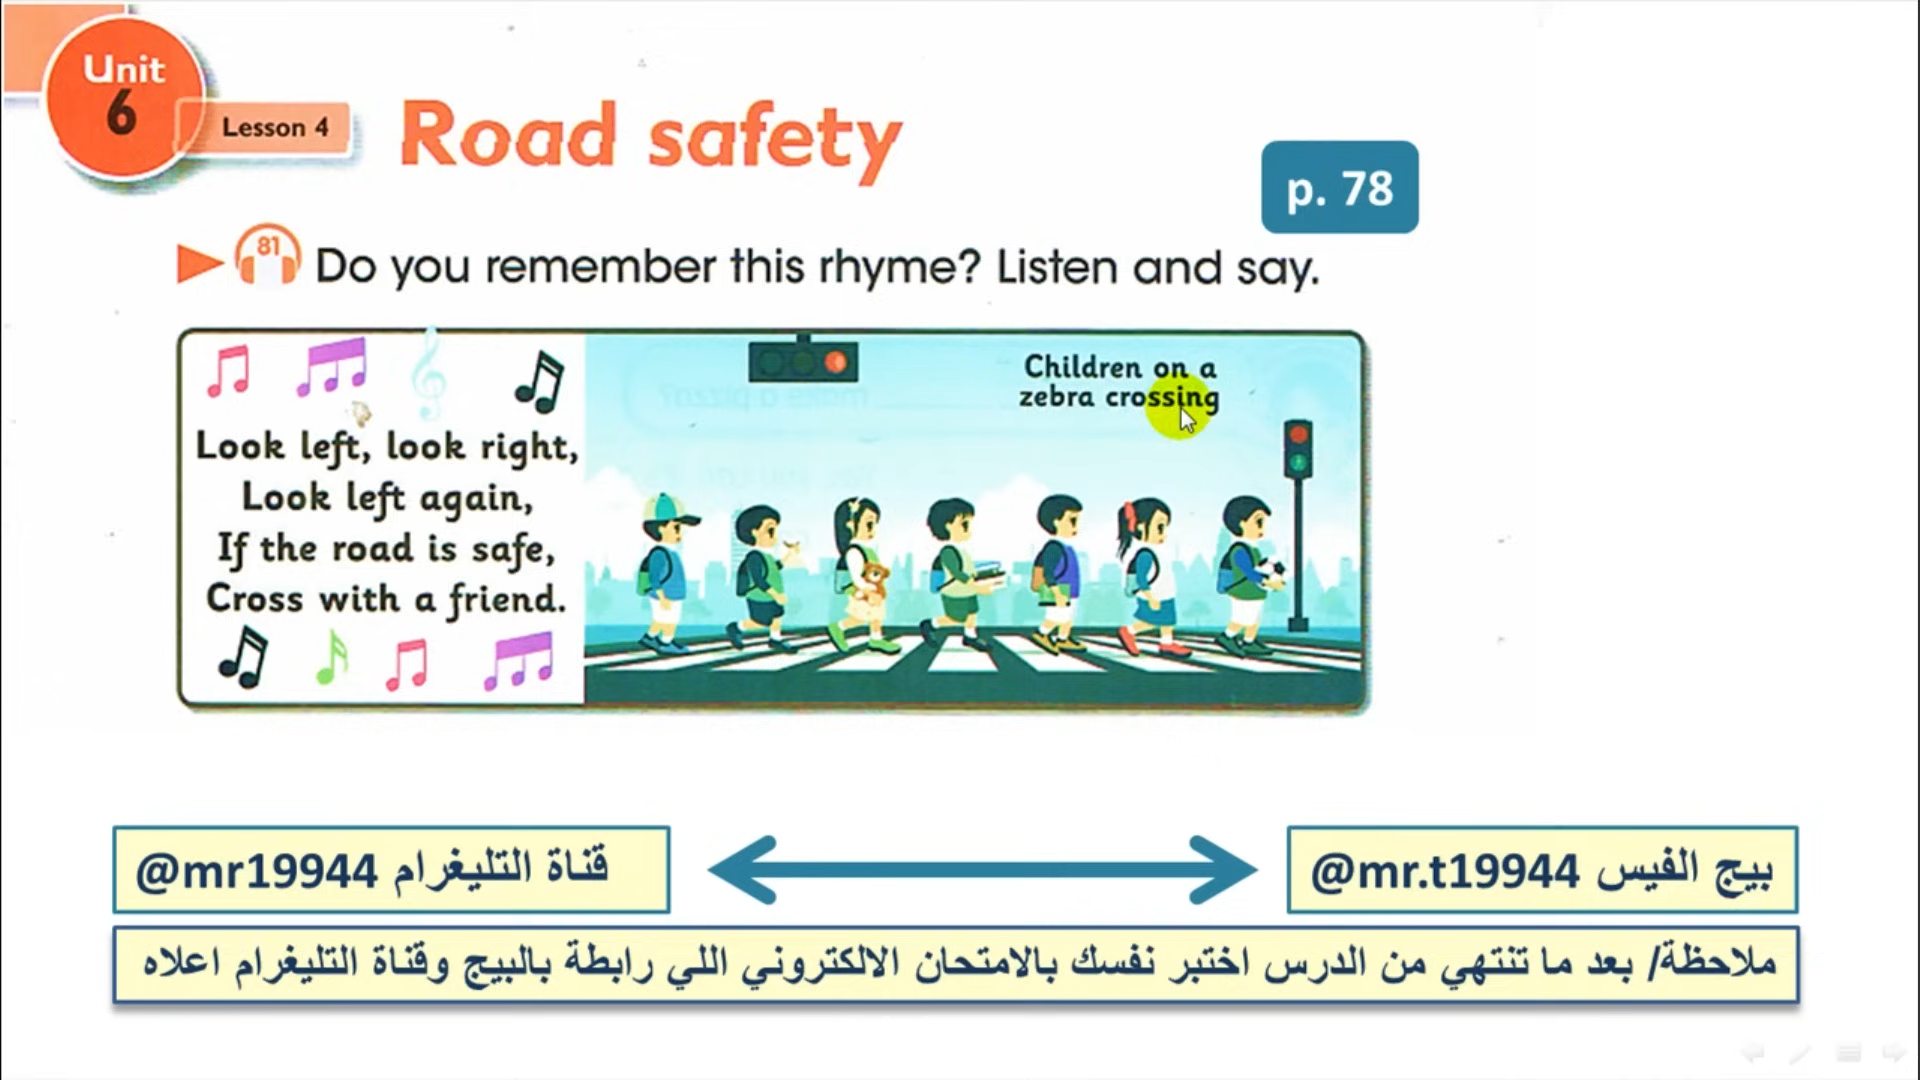 Unit
6
Lesson 4
Road safety
p. 78
81
Do you remember this rhyme? Listen and say.
Look left, look right,
Look left again,
If the road is safe,
Cross with a friend.
Children on a
zebra crossing
قناة التليغرام @mr19944
بيج الفيس @mr.t19944
ملاحظة/ بعد ما تنتهي من الدرس اختبر نفسك بالامتحان الالكتروني اللي رابطة بالبيج وقناة التليغرام اعلاه